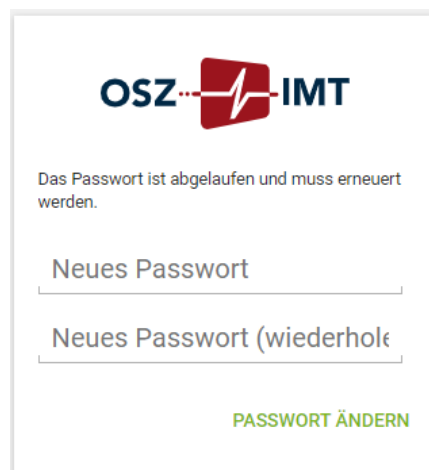 OSZ IMT
Das Passwort ist abgelaufen und muss erneuert
werden.
Neues Passwort
Neues Passwort (wiederhole
PASSWORT ÄNDERN